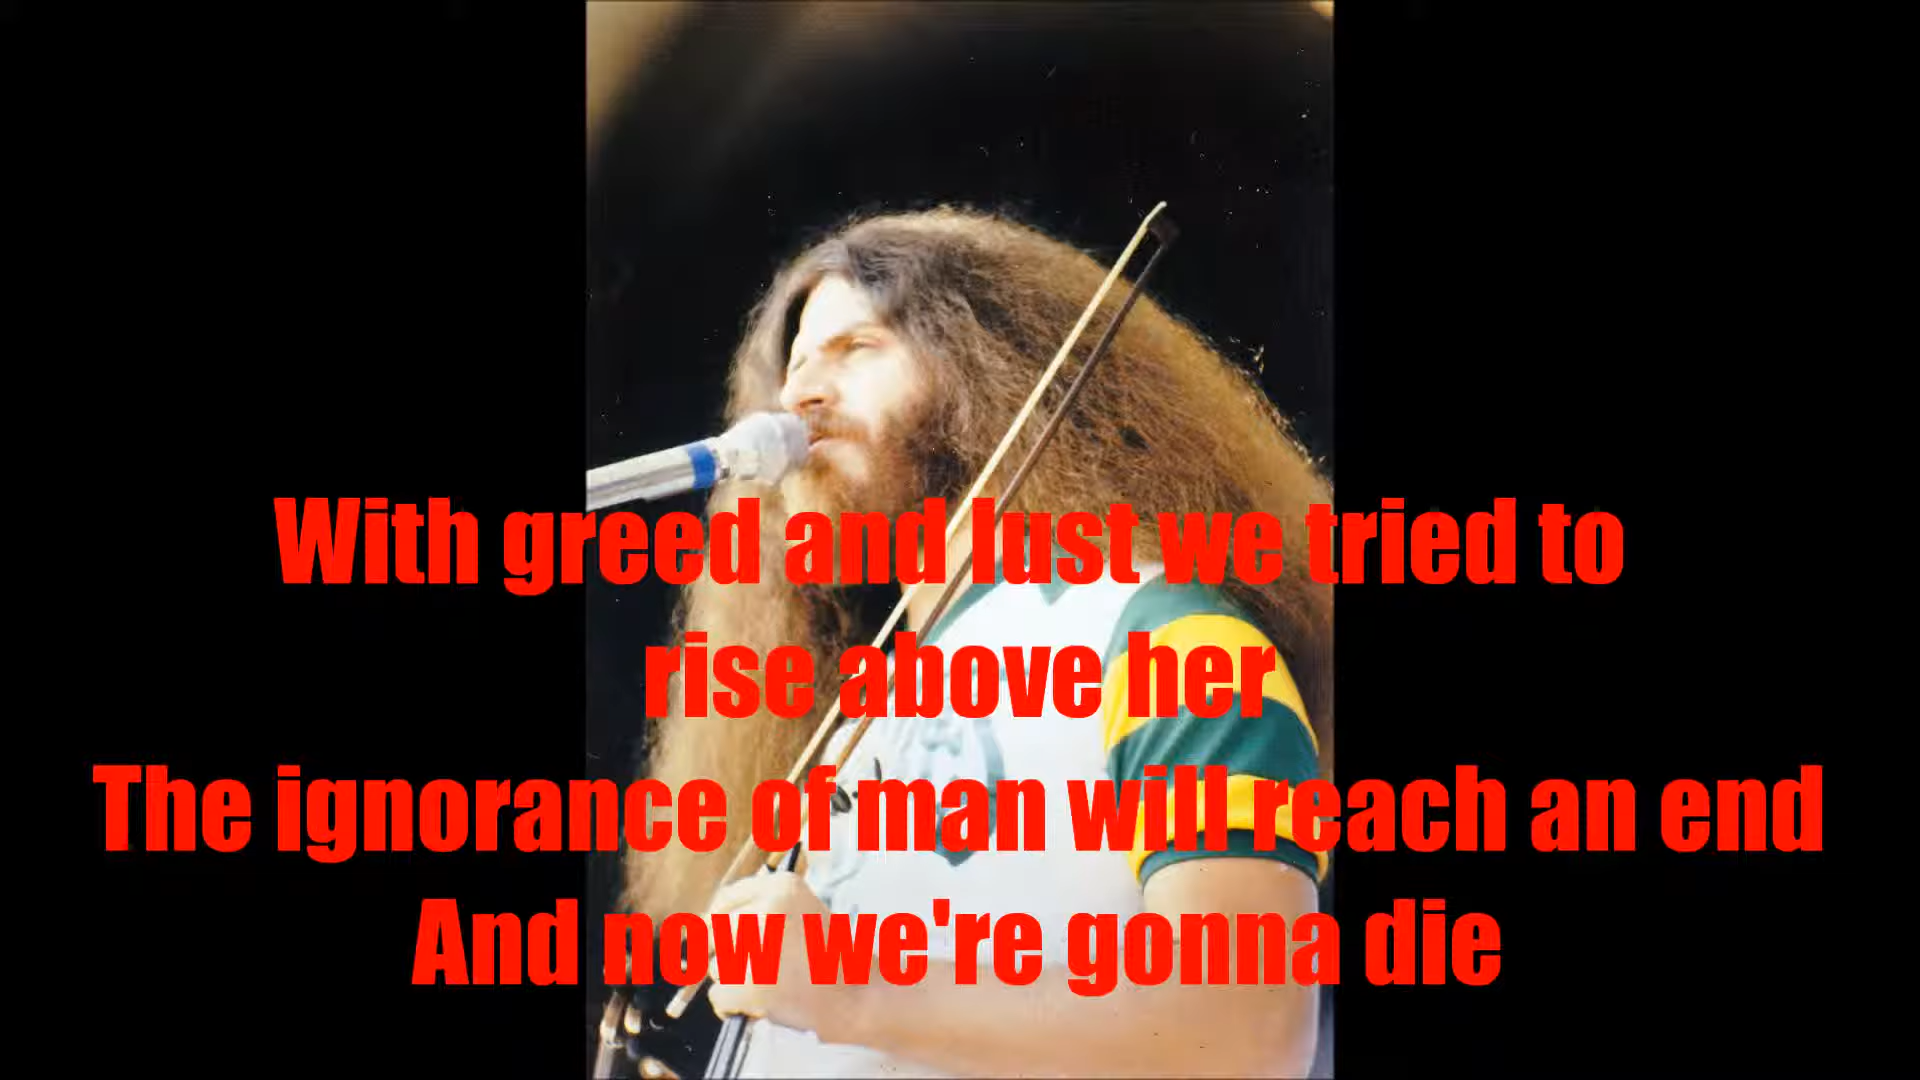 With greed and lust we tried to
rise above her
The ignorance of man will reach an end
And now we're gonna die